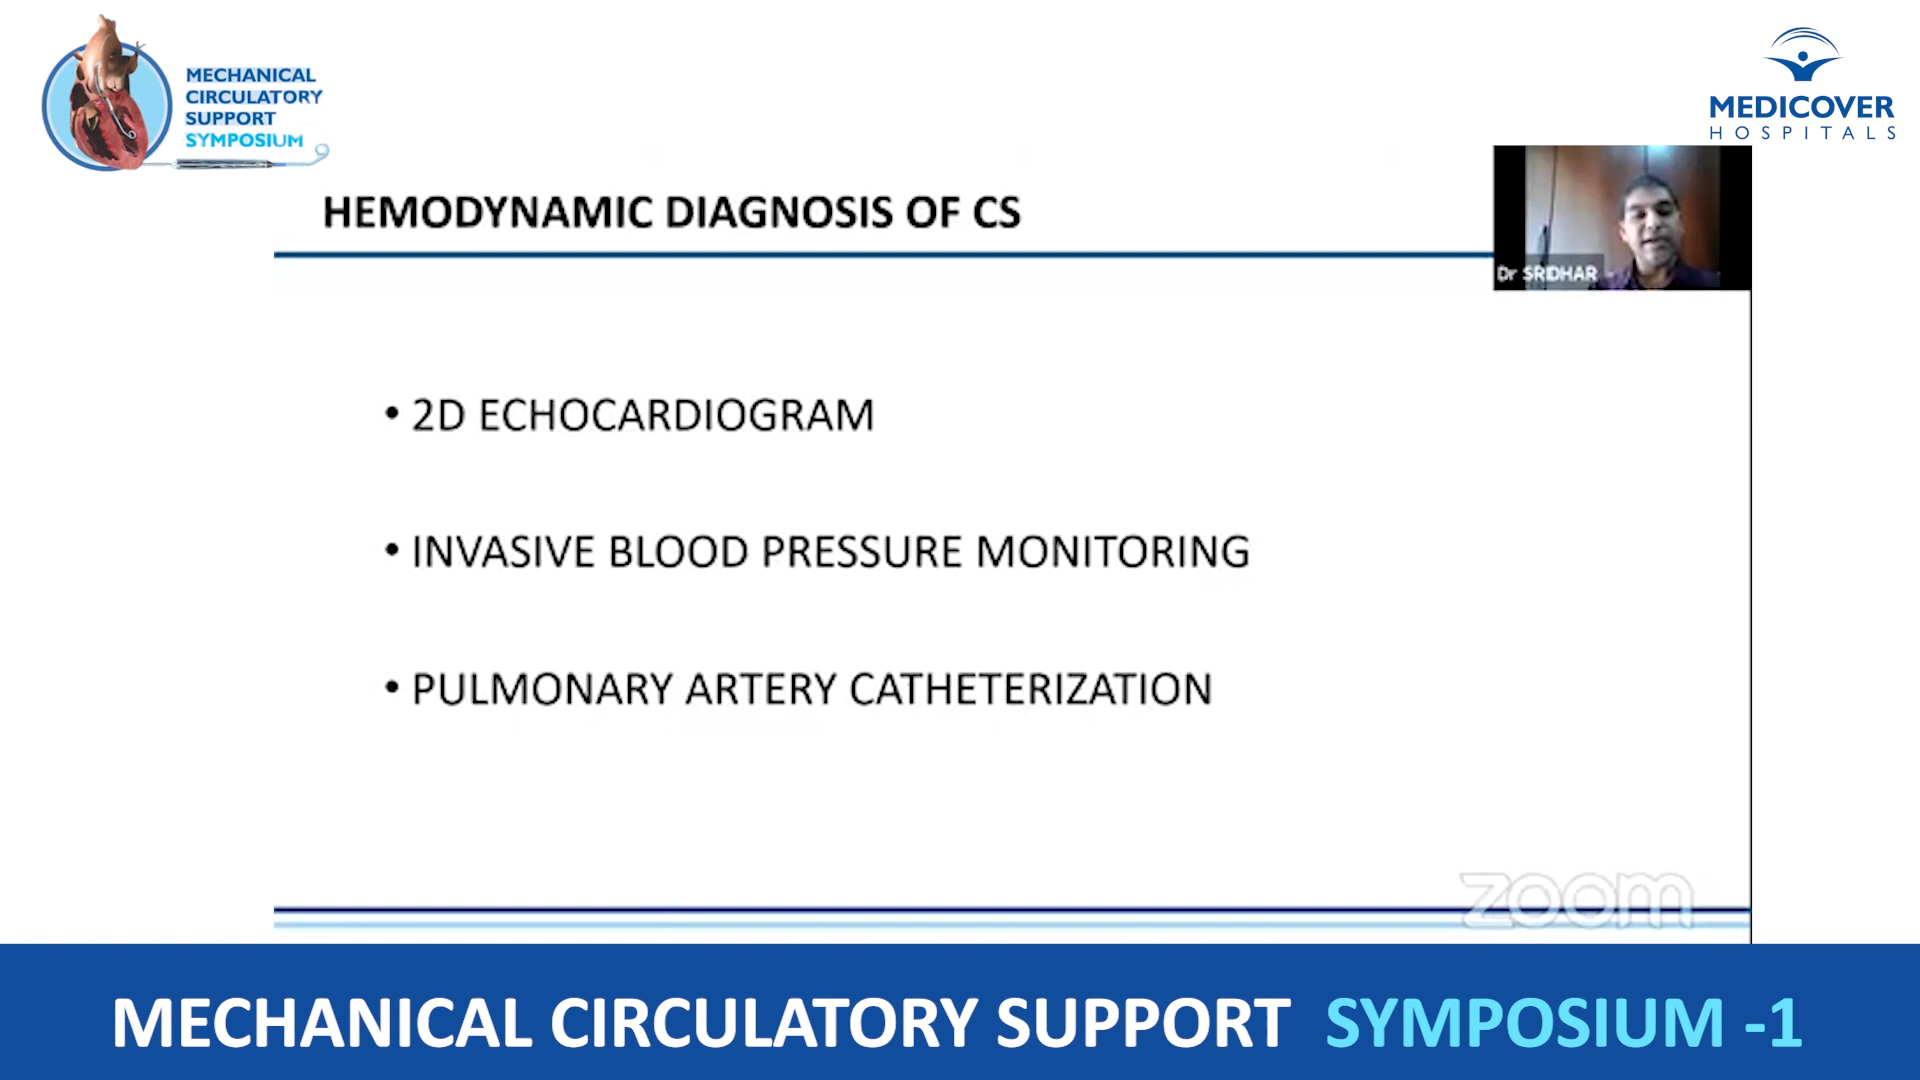 MECHANICAL
CIRCULATORY
SUPPORT
SYMPOSIUM
MEDICOVER
HOSPITALS
HEMODYNAMIC DIAGNOSIS OF CS
Dr SRIDHAR
• 2D ECHOCARDIOGRAM
• INVASIVE BLOOD PRESSURE MONITORING
• PULMONARY ARTERY CATHETERIZATION
zoom
MECHANICAL CIRCULATORY SUPPORT SYMPOSIUM -1